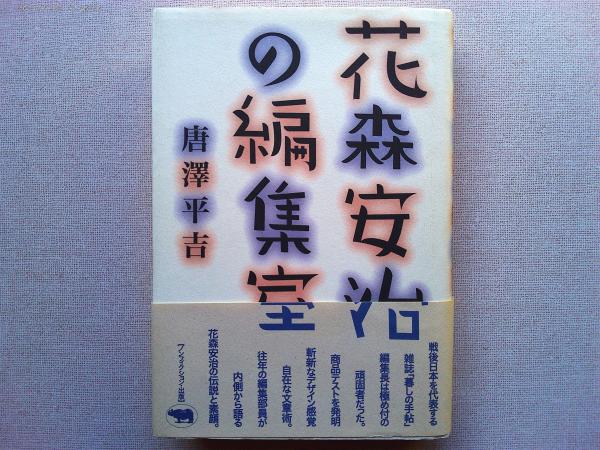 花森安治
の編集室
唐澤平吉
戦後日本を代表する
雑誌「暮しの手帖」
編集長は極め付の
頑固者だった。
商品テストを発明
斬新なデザイン感覚
自在な文章術。
往年の編集部員が
内側から語る
花森安治の伝説と素顔。